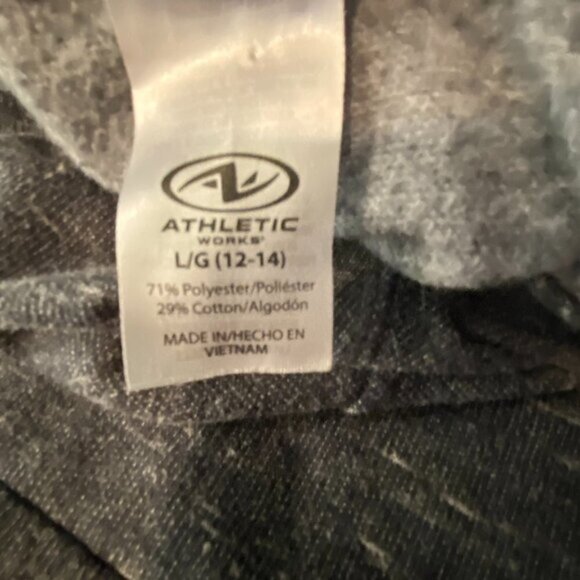 ATHLETIC
WORKS®
L/G (12-14)
71% Polyester/Poliéster
29% Cotton/Algodón
MADE IN/HECHO EN
VIETNAM